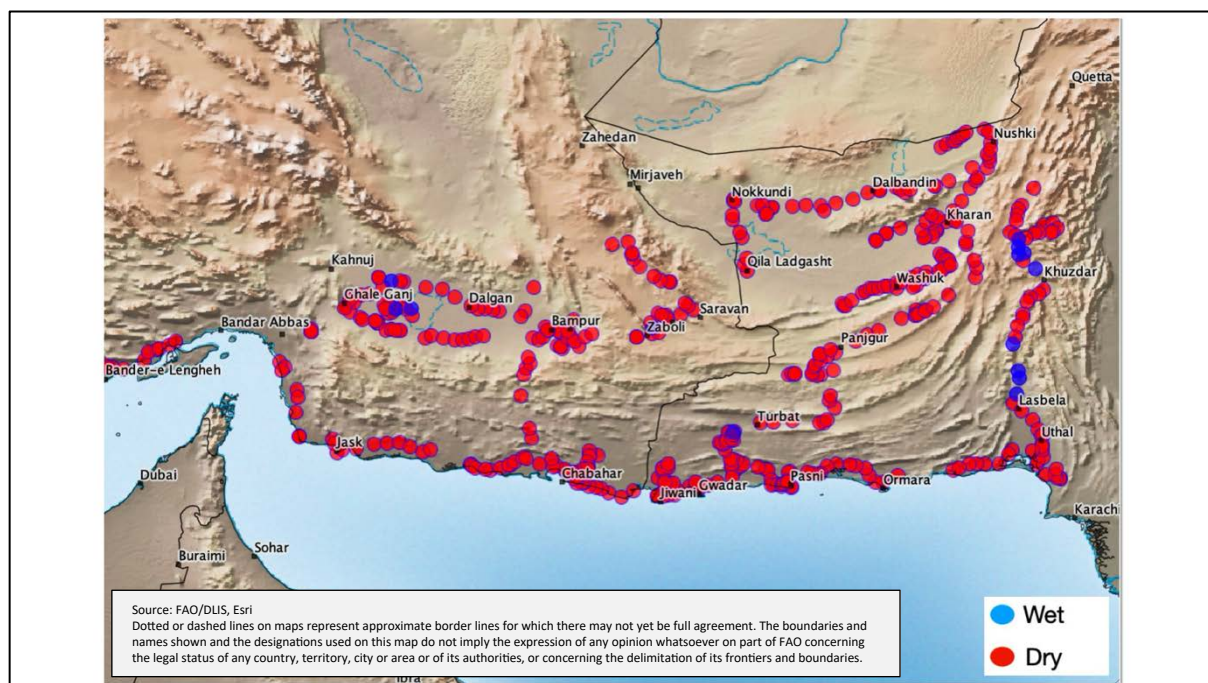 Quetta
Nushki
Zahedan
Mirjaveh
Nokkundi
Dalbandin
Kharan
Kahnuj
Qila Ladgasht
Khuzdar
Washuk
Ghale Ganj
Dalgan
Saravan
Bandar Abbas
Bampur
Zaboli
Panjgur
Bander-e Lengheh
Lasbela
Turbat
Uthal
Jask
Chabahar
Pasni
Dubai
Jiwani
Gwadar
Ormara
Karachi
Sohar
Buraimi
Source: FAO/DLIS, Esri
Dotted or dashed lines on maps represent approximate border lines for which there may not yet be full agreement. The boundaries and
names shown and the designations used on this map do not imply the expression of any opinion whatsoever on part of FAO concerning
the legal status of any country, territory, city or area or of its authorities, or concerning the delimitation of its frontiers and boundaries.
Wet
Dry